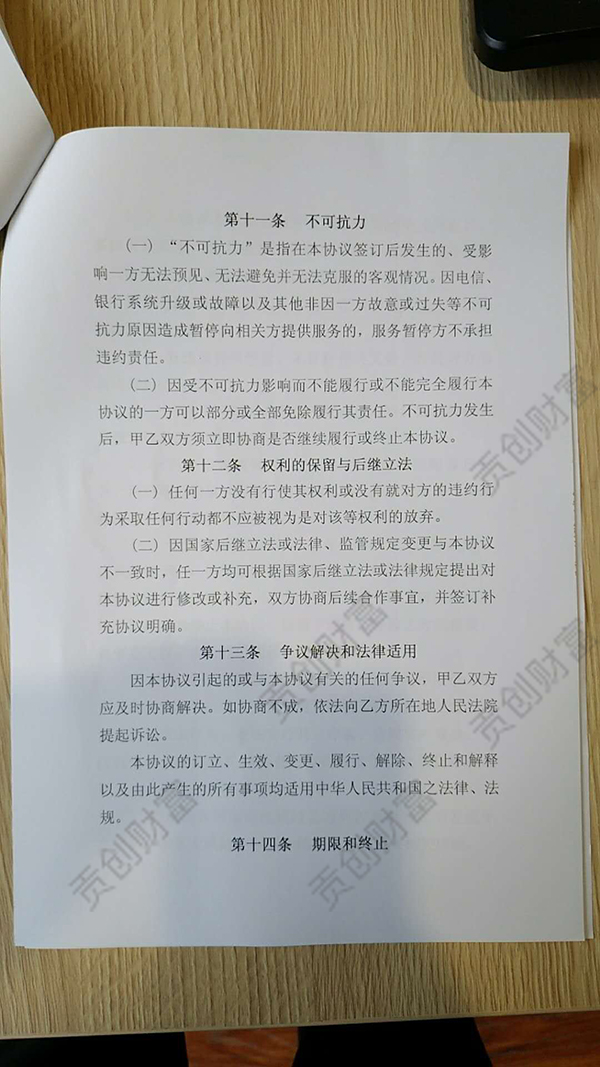 第十一条 不可抗力
(一)“不可抗力”是指在本协议签订后发生的、受影
响一方无法预见、无法避免并无法克服的客观情况。因电信、
银行系统升级或故障以及其他非因一方故意或过失等不可
抗力原因造成暂停向相关方提供服务的，服务暂停方不承担
违约责任。
(二) 因受不可抗力影响而不能履行或不能完全履行本
协议的一方可以部分或全部免除履行其责任。不可抗力发生
后，甲乙双方须立即协商是否继续履行或终止本协议。
第十二条 权利的保留与后继立法
(一) 任何一方没有行使其权利或没有就对方的违约行
为采取任何行动都不应被视为是对该等权利的放弃。
(二) 因国家后继立法或法律、监管规定变更与本协议
不一致时，任一方均可根据国家后继立法或法律规定提出对
本协议进行修改或补充，双方协商后续合作事宜，并签订补
充协议明确。
第十三条 争议解决和法律适用
因本协议引起的或与本协议有关的任何争议，甲乙双方
应及时协商解决。如协商不成，依法向乙方所在地人民法院
提起诉讼。
本协议的订立、生效、变更、履行、解除、终止和解释
以及由此产生的所有事项均适用中华人民共和国之法律、法
规。
第十四条 期限和终止
贡创财富
贡创财富
贡创财富
贡创财富
贡创财富